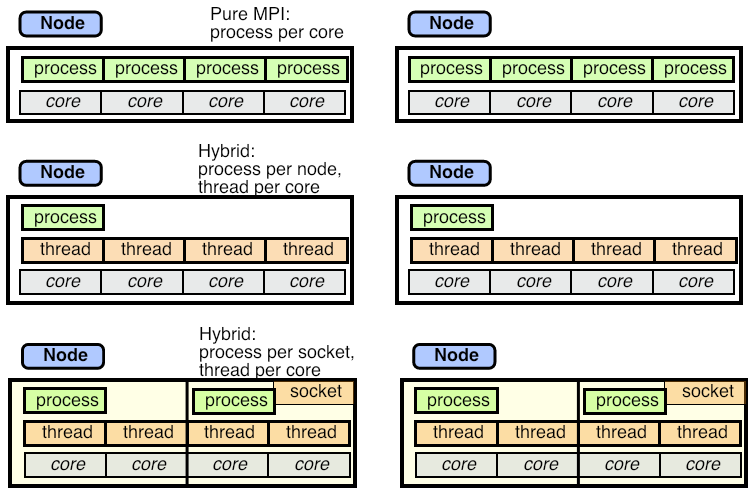 Node
Pure MPI:
process per core
process process process process
core core core core
Node
process process process process
core core core core
Node
Hybrid:
process per node,
thread per core
process
thread thread thread thread
core core core core
Node
process
thread thread thread thread
core core core core
Node
Hybrid:
process per socket,
thread per core
process process socket
thread thread thread thread
core core core core
Node
process process socket
thread thread thread thread
core core core core